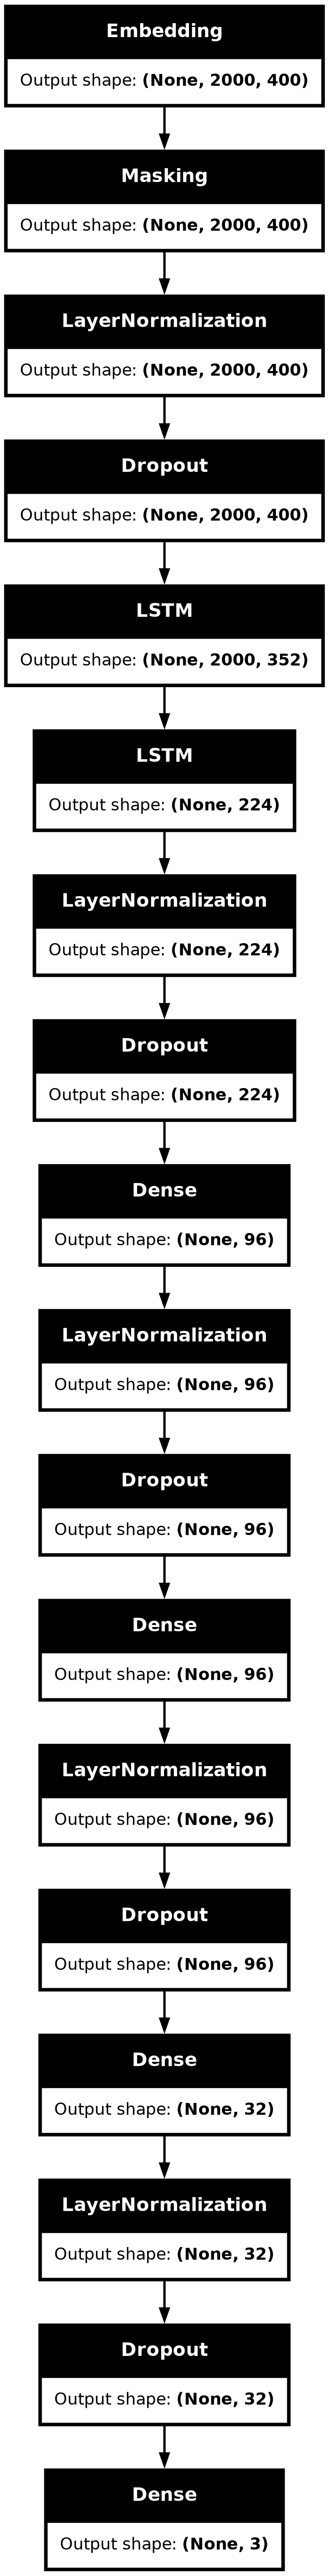 Embedding
Output shape: (None, 2000, 400)
Masking
Output shape: (None, 2000, 400)
LayerNormalization
Output shape: (None, 2000, 400)
Dropout
Output shape: (None, 2000, 400)
LSTM
Output shape: (None, 2000, 352)
LSTM
Output shape: (None, 224)
LayerNormalization
Output shape: (None, 224)
Dropout
Output shape: (None, 224)
Dense
Output shape: (None, 96)
LayerNormalization
Output shape: (None, 96)
Dropout
Output shape: (None, 96)
Dense
Output shape: (None, 96)
LayerNormalization
Output shape: (None, 96)
Dropout
Output shape: (None, 96)
Dense
Output shape: (None, 32)
LayerNormalization
Output shape: (None, 32)
Dropout
Output shape: (None, 32)
Dense
Output shape: (None, 3)